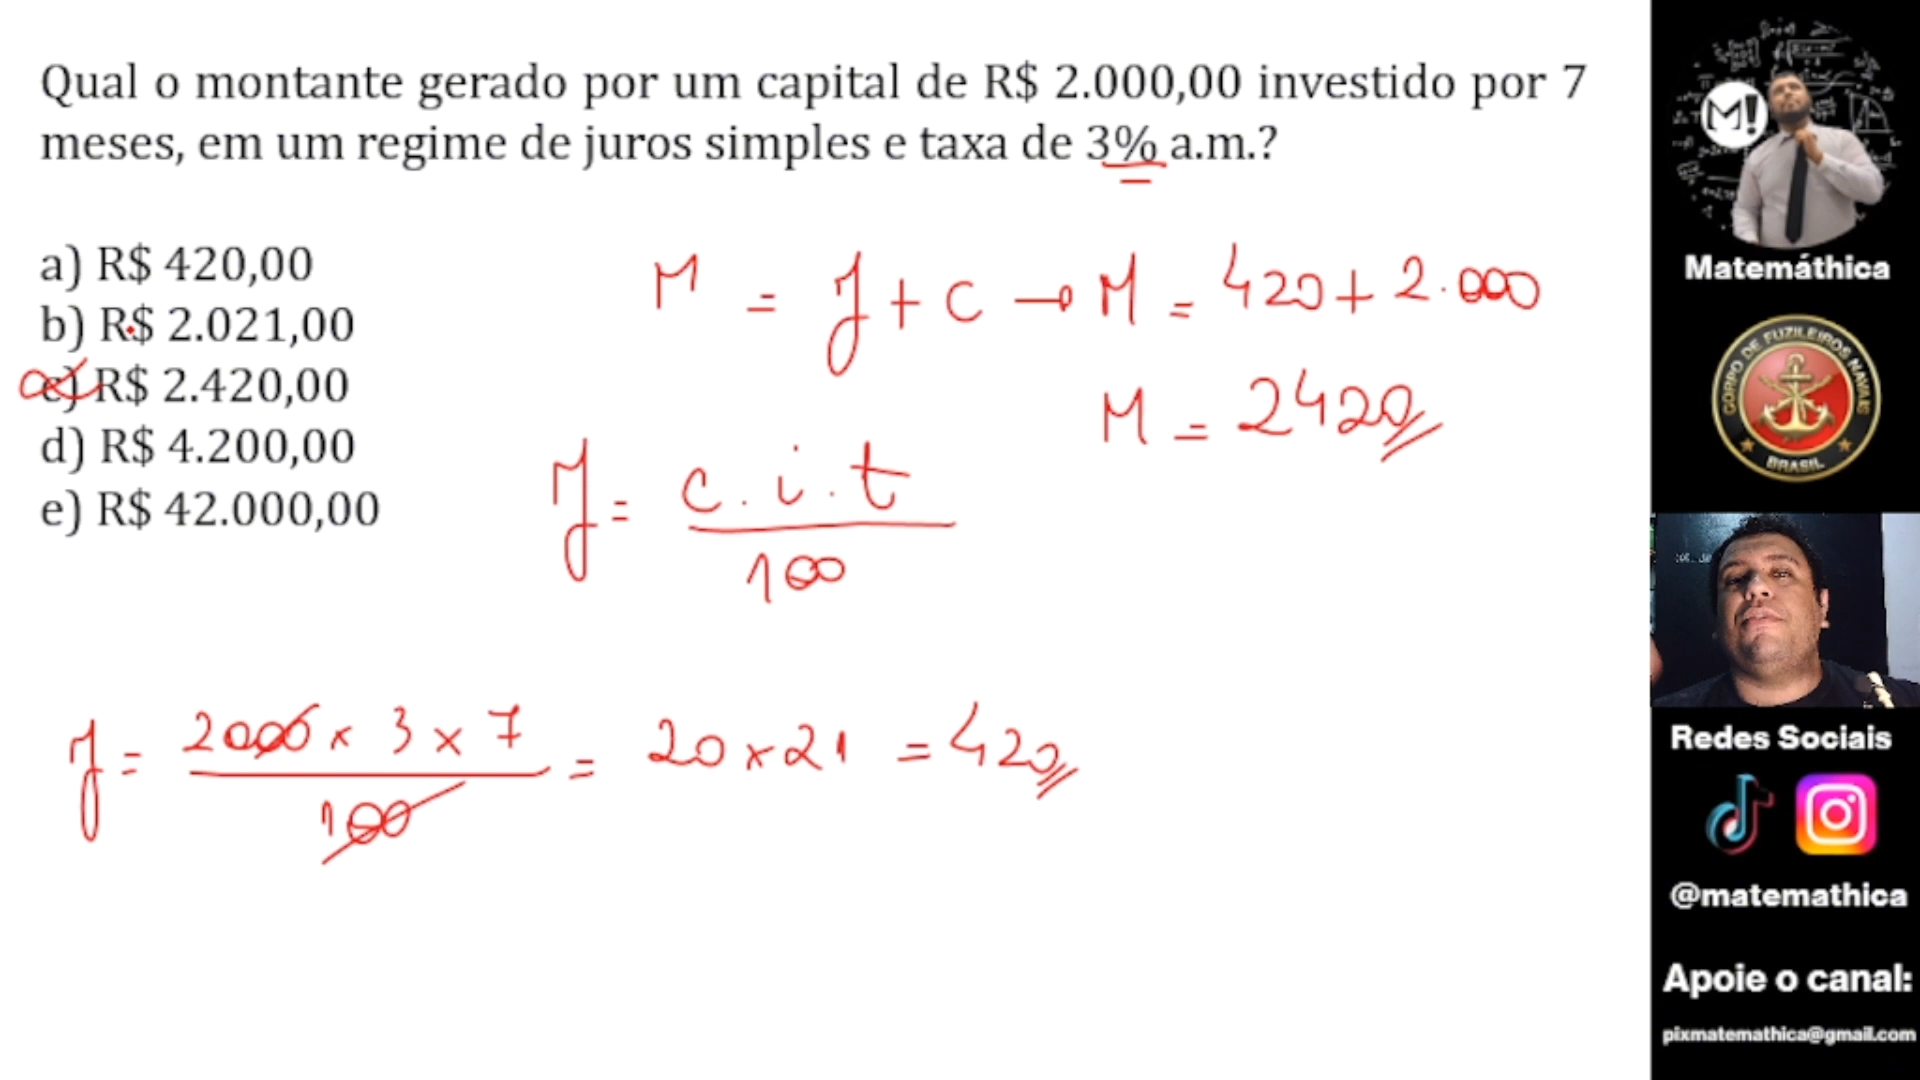 Qual o montante gerado por um capital de R$ 2.000,00 investido por 7
meses, em um regime de juros simples e taxa de 3% a.m.?
a) R$ 420,00
b) R$ 2.021,00
c) R$ 2.420,00
d) R$ 4.200,00
e) R$ 42.000,00
M = J + C → M = 420 + 2.000
M = 2420
J = c . i . t
100
J = 2000 x 3 x 7 = 20 x 21 = 420
100
M!
Matemáthica
CORPO DE FUZILEIROS NAVAIS
BRASIL
Redes Sociais
@matemathica
Apoie o canal:
pixmatemathica@gmail.com